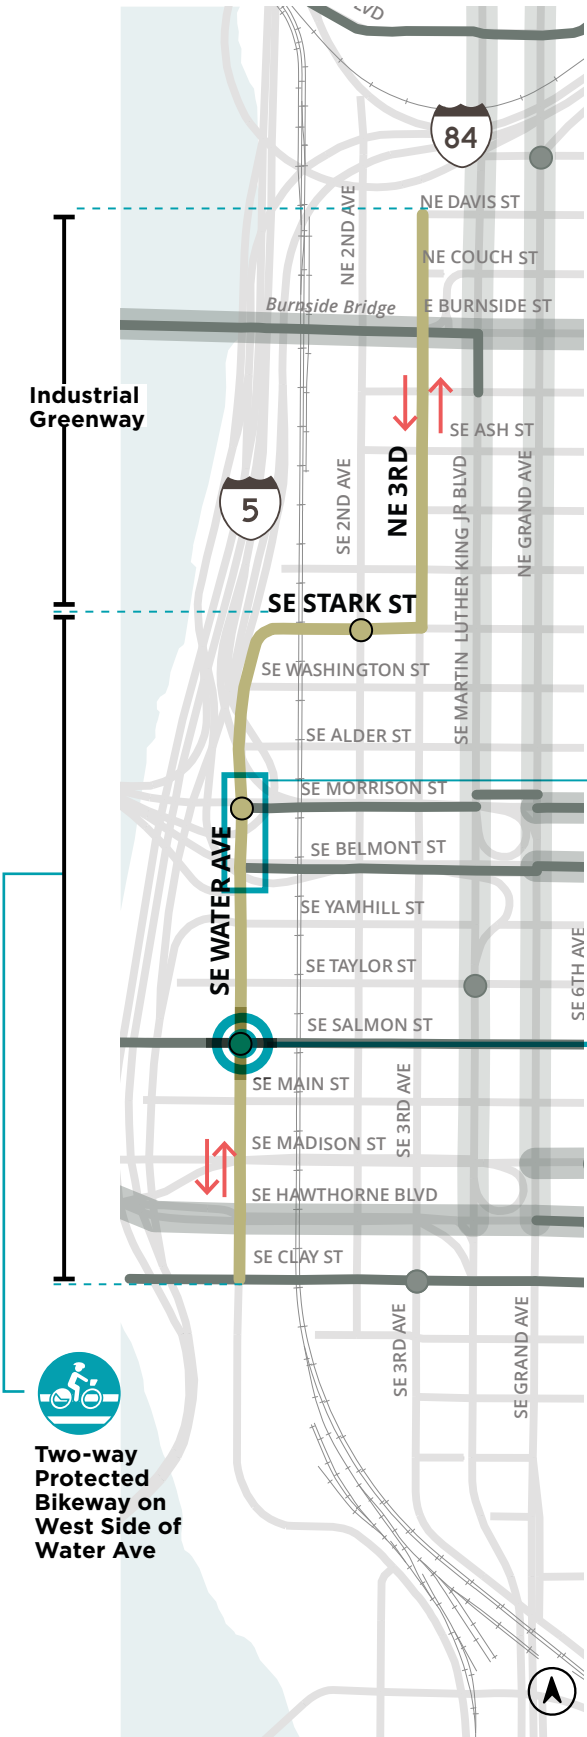 VD
84
NE DAVIS ST
NE 2ND AVE
NE COUCH ST
Burnside Bridge
E BURNSIDE ST
Industrial
Greenway
SE ASH ST
NE 3RD
SE 2ND AVE
SE MARTIN LUTHER KING JR BLVD
NE GRAND AVE
5
SE STARK ST
SE WASHINGTON ST
SE ALDER ST
SE MORRISON ST
SE BELMONT ST
SE WATER AVE
SE YAMHILL ST
SE TAYLOR ST
SE 6TH AVE
SE SALMON ST
SE MAIN ST
SE 3RD AVE
SE MADISON ST
SE HAWTHORNE BLVD
SE CLAY ST
SE 3RD AVE
SE GRAND AVE
Two-way
Protected
Bikeway on
West Side of
Water Ave